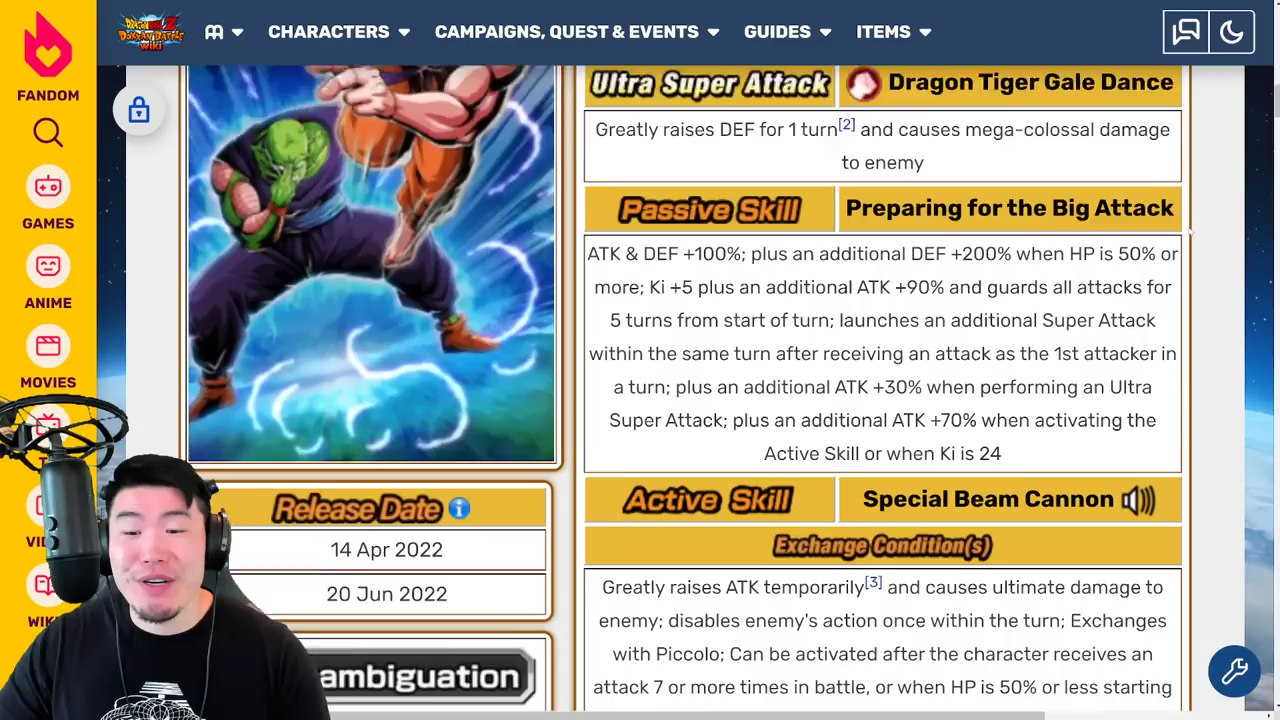 DRAGON BALL Z
DOKKAN BATTLE
WIKI
CHARACTERS
CAMPAIGNS, QUEST & EVENTS
GUIDES
ITEMS
FANDOM
GAMES
ANIME
MOVIES
WIK
Ultra Super Attack
Dragon Tiger Gale Dance
Greatly raises DEF for 1 turn[2] and causes mega-colossal damage
to enemy
Passive Skill
Preparing for the Big Attack
ATK & DEF +100%; plus an additional DEF +200% when HP is 50% or
more; Ki +5 plus an additional ATK +90% and guards all attacks for
5 turns from start of turn; launches an additional Super Attack
within the same turn after receiving an attack as the 1st attacker in
a turn; plus an additional ATK +30% when performing an Ultra
Super Attack; plus an additional ATK +70% when activating the
Active Skill or when Ki is 24
Active Skill
Special Beam Cannon
Exchange Condition(s)
Greatly raises ATK temporarily[3] and causes ultimate damage to
enemy; disables enemy's action once within the turn; Exchanges
with Piccolo; Can be activated after the character receives an
attack 7 or more times in battle, or when HP is 50% or less starting
Release Date
14 Apr 2022
20 Jun 2022
ambiguation